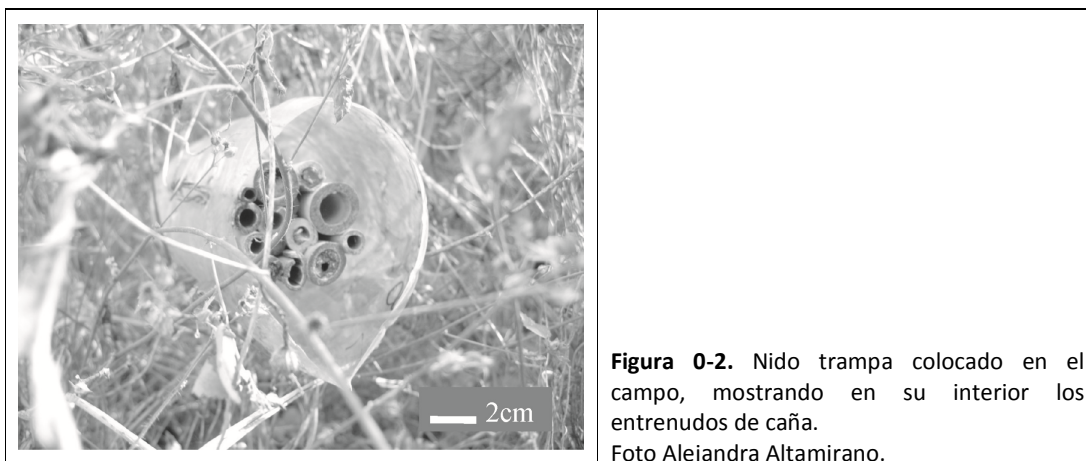 2cm
Figura 0-2. Nido trampa colocado en el
campo, mostrando en su interior los
entrenudos de caña.
Foto Alejandra Altamirano.